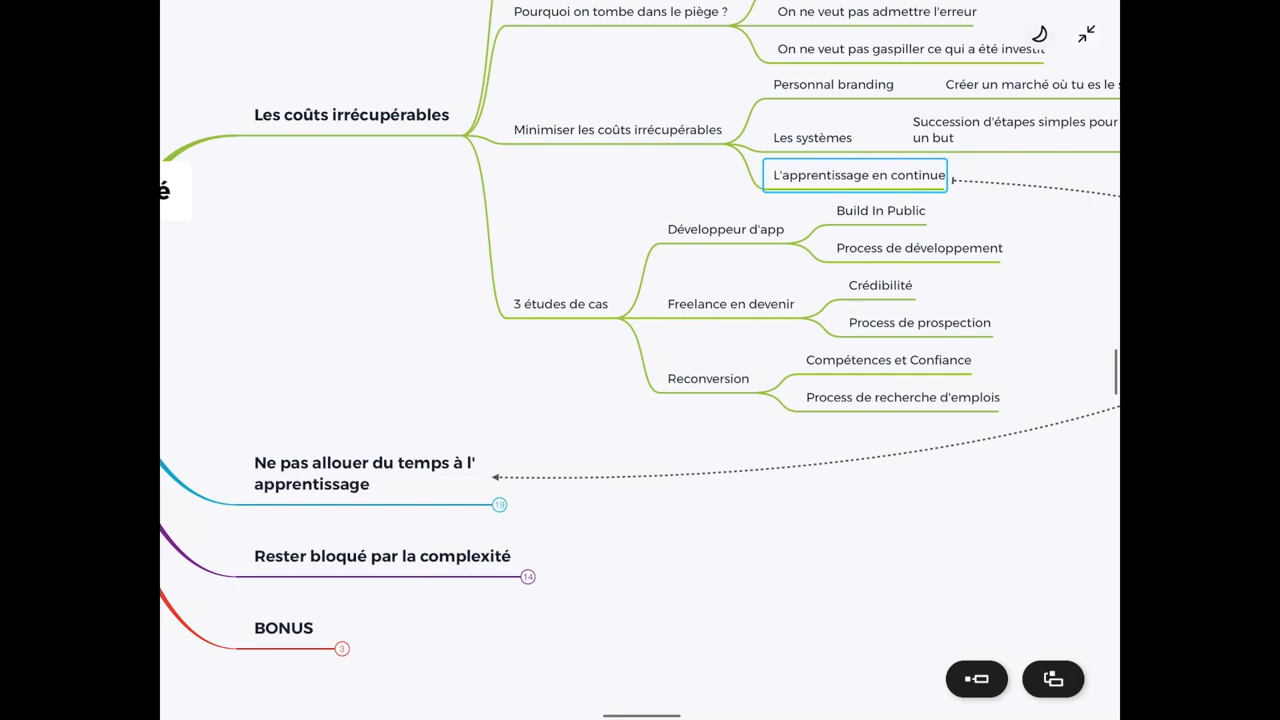 Pourquoi on tombe dans le piège ?
On ne veut pas admettre l'erreur
On ne veut pas gaspiller ce qui a été investit
Les coûts irrécupérables
Minimiser les coûts irrécupérables
Personnal branding
Créer un marché où tu es le s
Les systèmes
Succession d'étapes simples pour
un but
L'apprentissage en continue
é
3 études de cas
Développeur d'app
Build In Public
Process de développement
Freelance en devenir
Crédibilité
Process de prospection
Reconversion
Compétences et Confiance
Process de recherche d'emplois
Ne pas allouer du temps à l'
apprentissage
19
Rester bloqué par la complexité
14
BONUS
3